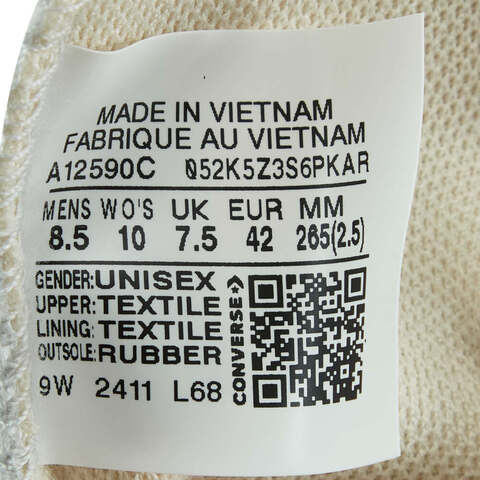 MADE IN VIETNAM
FABRIQUE AU VIETNAM
A12590C 052K5Z3S6PKAR
MENS WO'S UK EUR MM
8.5 10 7.5 42 265(2.5)
GENDER:UNISEX
UPPER:TEXTILE
LINING:TEXTILE
OUTSOLE:RUBBER
9W 2411 L68
CONVERSE